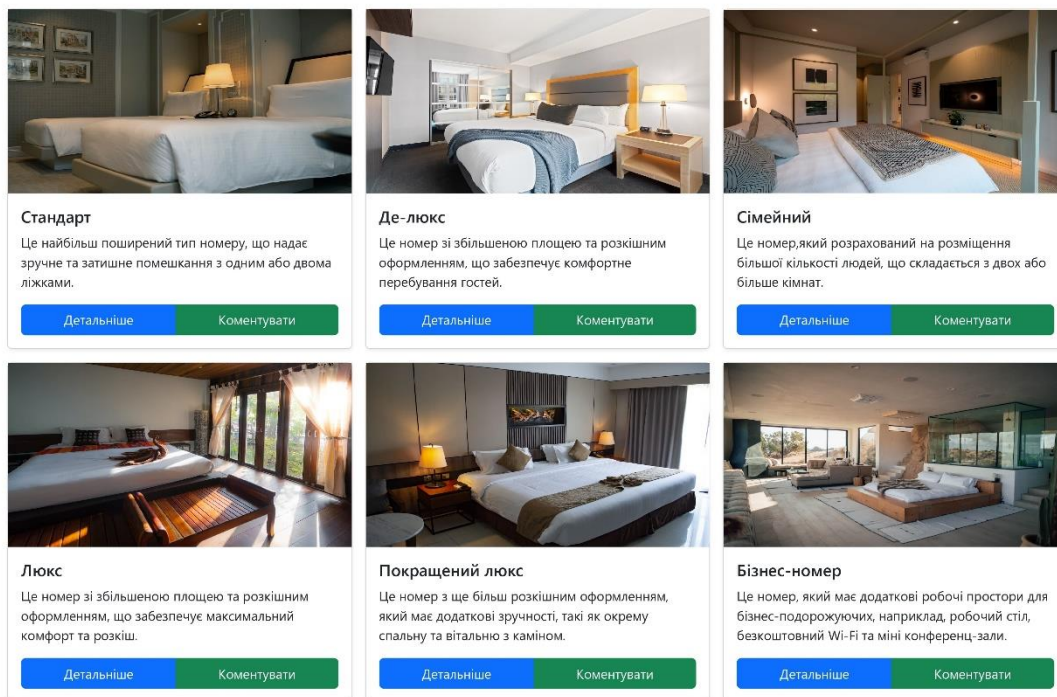 Стандарт
Це найбільш поширений тип номеру, що надає
зручне та затишне помешкання з одним або двома
ліжками.
Детальніше
Коментувати
Де-люкс
Це номер зі збільшеною площею та розкішним
оформленням, що забезпечує комфортне
перебування гостей.
Детальніше
Коментувати
Сімейний
Це номер,який розрахований на розміщення
більшої кількості людей, що складається з двох або
більше кімнат.
Детальніше
Коментувати
Люкс
Це номер зі збільшеною площею та розкішним
оформленням, що забезпечує максимальний
комфорт та розкіш.
Детальніше
Коментувати
Покращений люкс
Це номер з ще більш розкішним оформленням,
який має додаткові зручності, такі як окрему
спальну та вітальню з каміном.
Детальніше
Коментувати
Бізнес-номер
Це номер, який має додаткові робочі простори для
бізнес-подорожуючих, наприклад, робочий стіл,
безкоштовний Wi-Fi та міні конференц-зали.
Детальніше
Коментувати